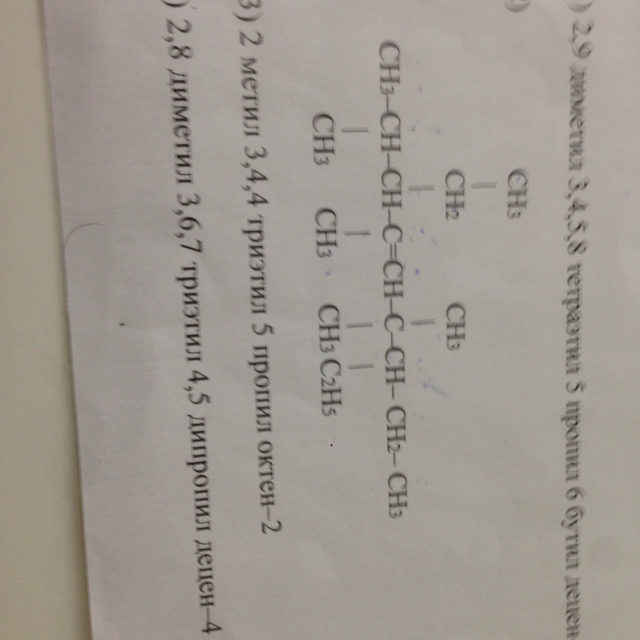 ) 2,9 диметил 3,4,5,8 тетраэтил 5 пропил 6 бутил децен
)
CH₃
|
CH₂ CH₃
| |
CH₃–CH–CH–C=CH–C–CH–CH₂–CH₃
| | | |
CH₃ CH₃ CH₃ C₂H₅
3) 2 метил 3,4,4 триэтил 5 пропил октен–2
) 2,8 диметил 3,6,7 триэтил 4,5 дипропил децен–4